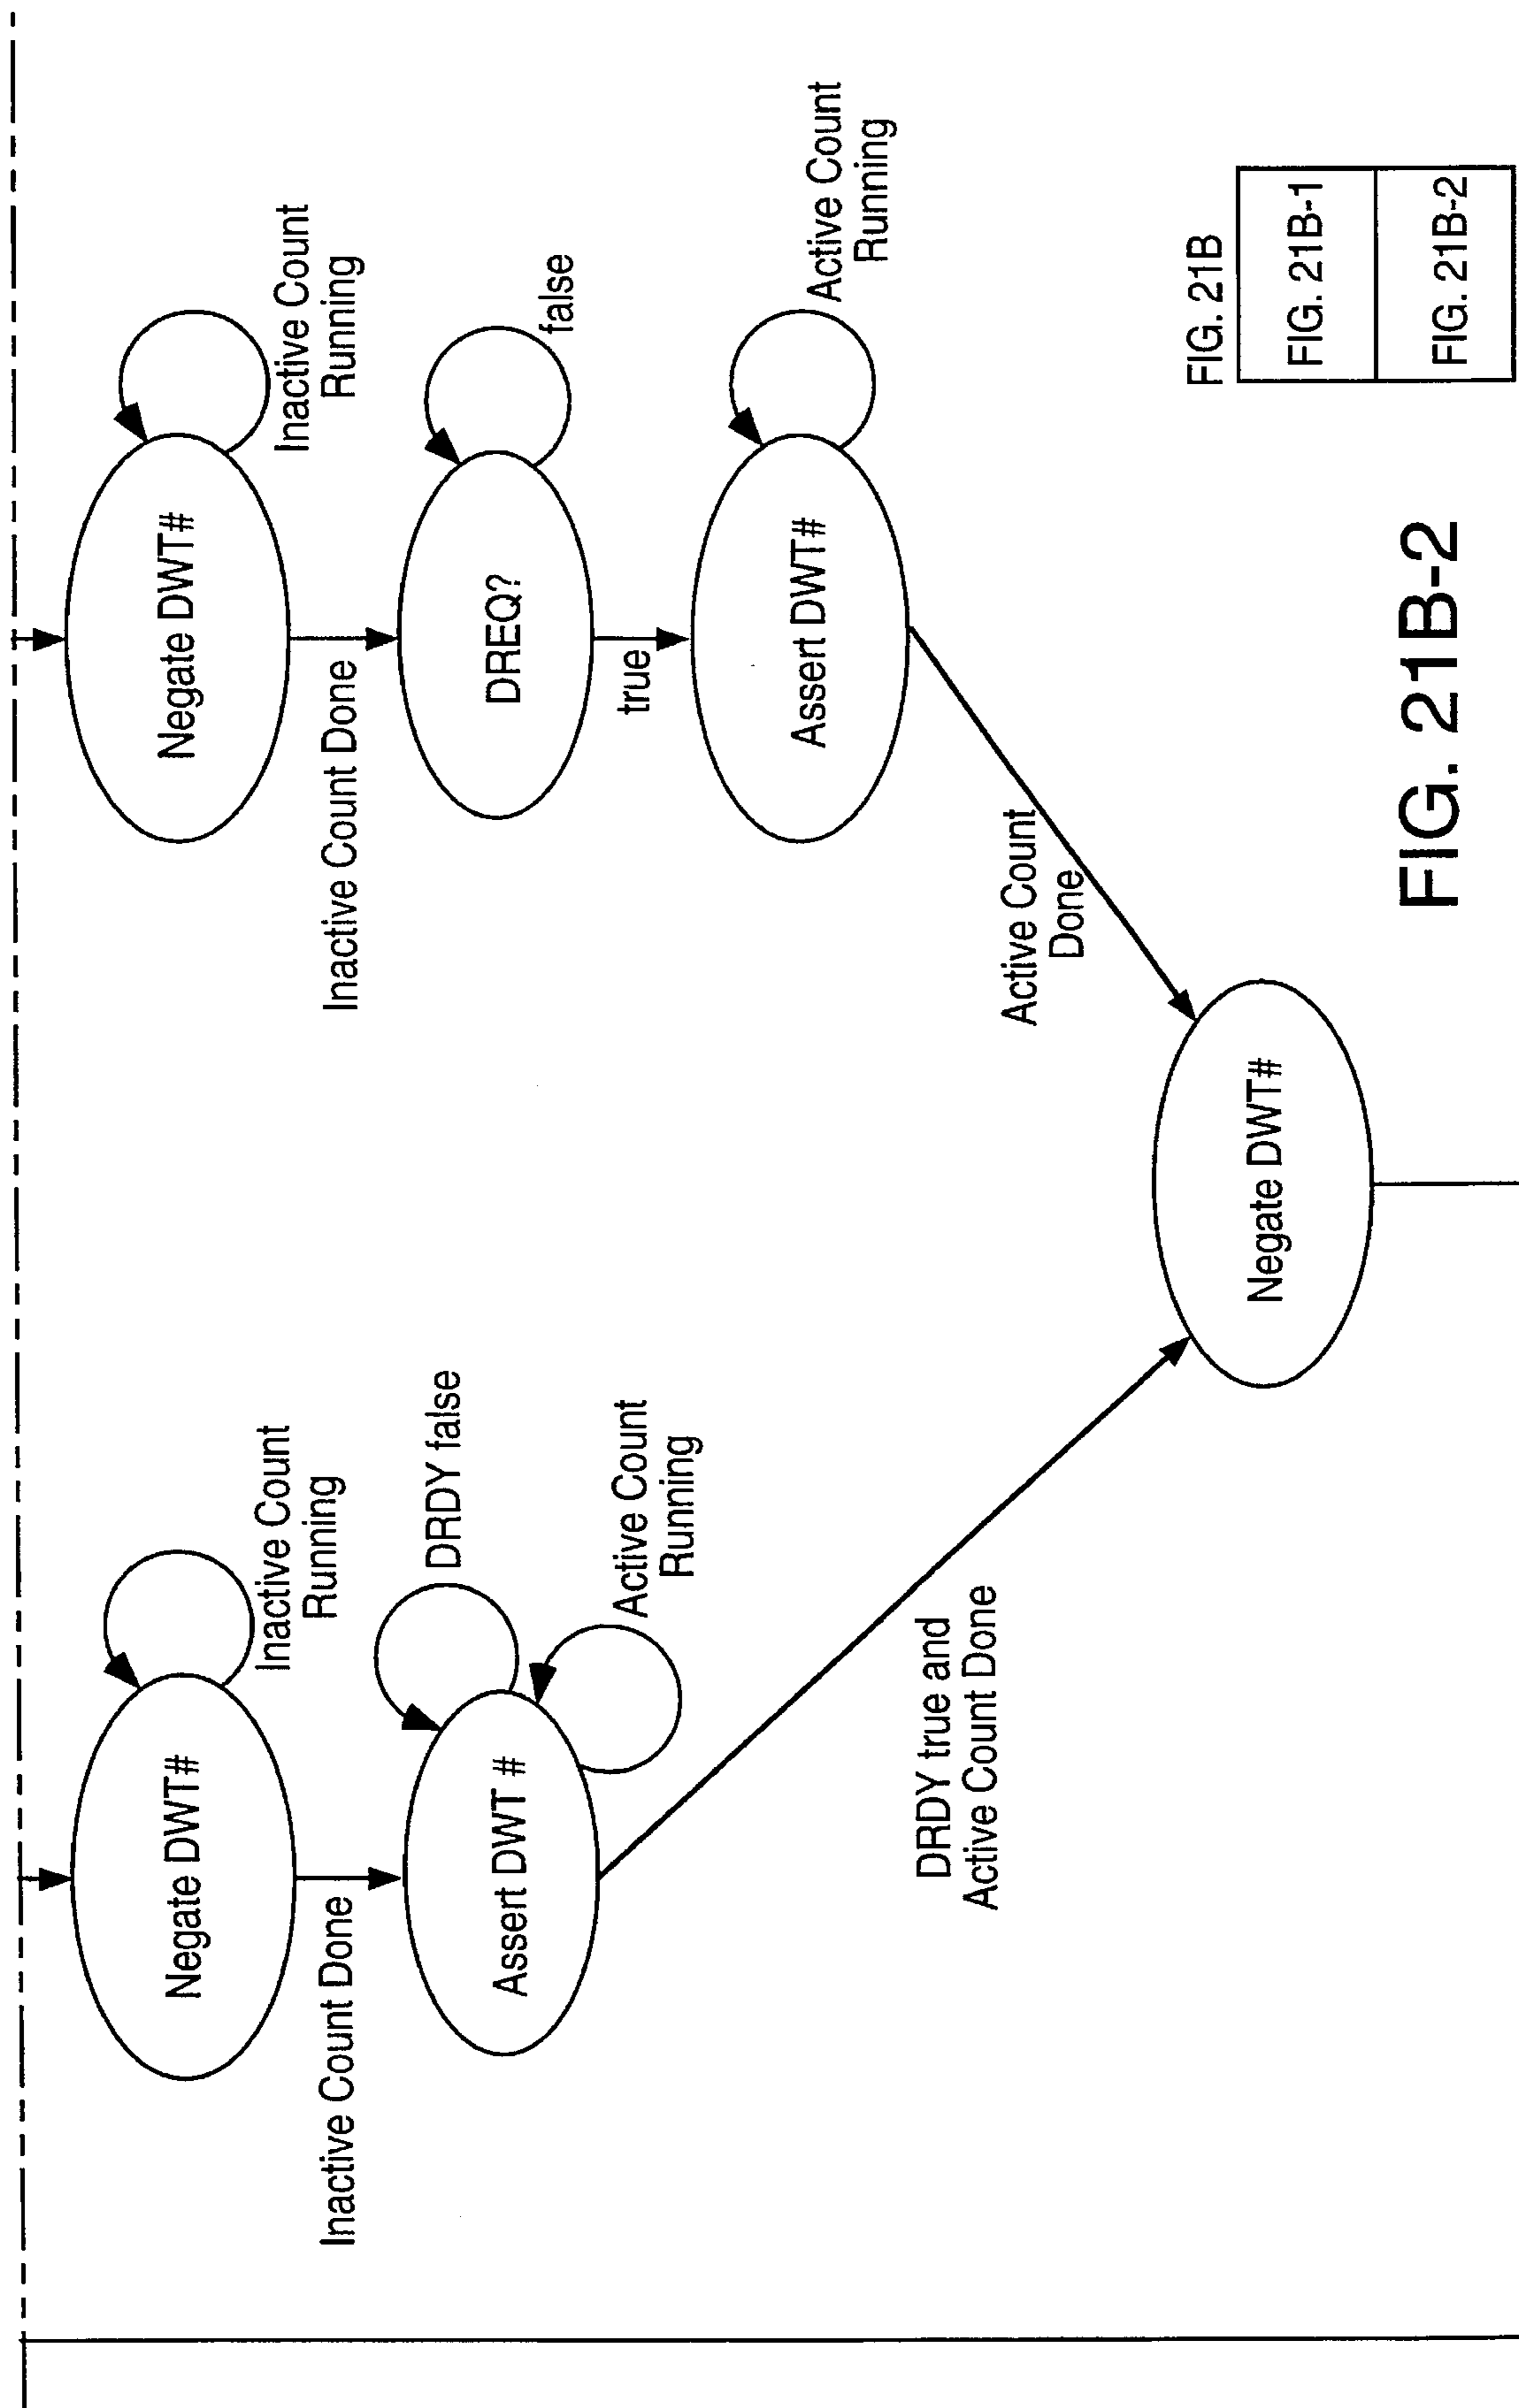 Negate DWT#
Inactive Count
Running
Inactive Count Done
Assert DWT #
DRDY false
Active Count
Running
DRDY true and
Active Count Done
Negate DWT#
Inactive Count
Running
Inactive Count Done
DREQ?
false
true
Assert DWT#
Active Count
Running
Active Count
Done
Negate DWT#
FIG. 21B
FIG. 21B-1
FIG. 21B-2
FIG. 21B-2